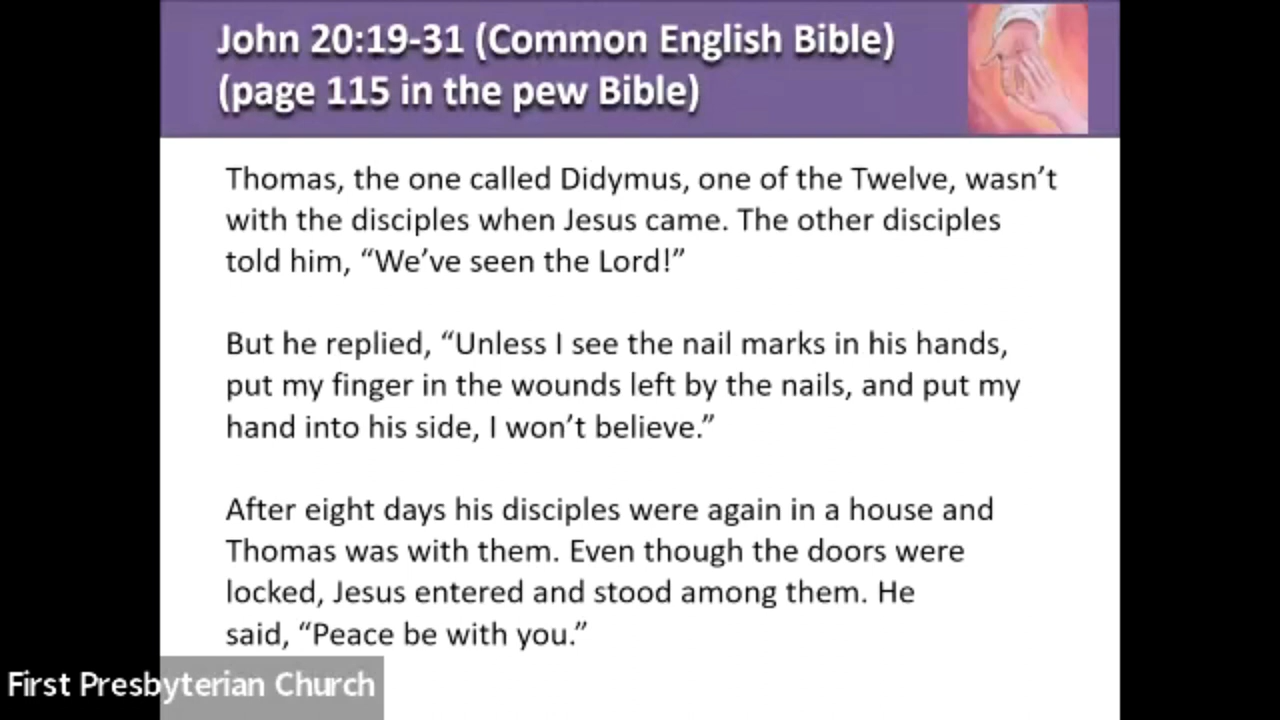 John 20:19-31 (Common English Bible)
(page 115 in the pew Bible)
Thomas, the one called Didymus, one of the Twelve, wasn’t
with the disciples when Jesus came. The other disciples
told him, “We’ve seen the Lord!”
But he replied, “Unless I see the nail marks in his hands,
put my finger in the wounds left by the nails, and put my
hand into his side, I won’t believe.”
After eight days his disciples were again in a house and
Thomas was with them. Even though the doors were
locked, Jesus entered and stood among them. He
said, “Peace be with you.”
First Presbyterian Church